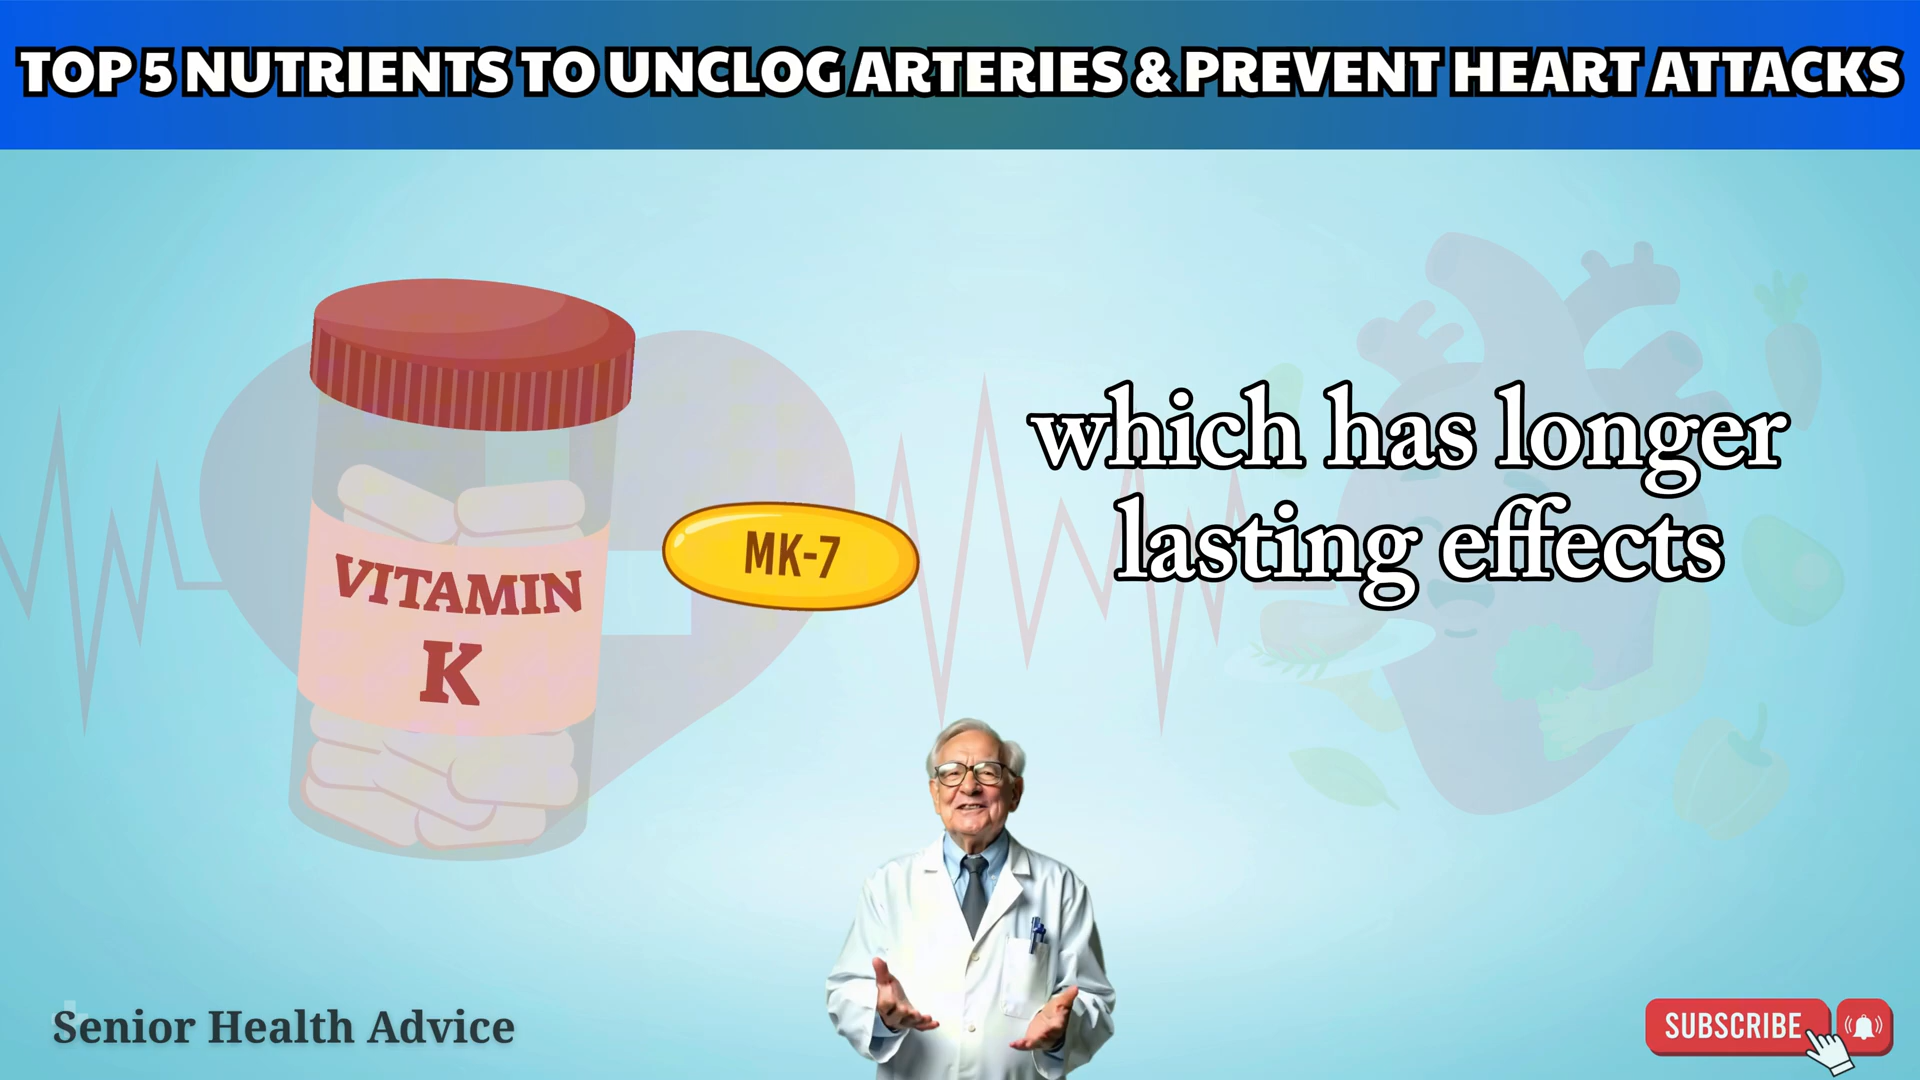 TOP 5 NUTRIENTS TO UNCLOG ARTERIES & PREVENT HEART ATTACKS
which has longer
lasting effects
MK-7
VITAMIN
K
Senior Health Advice
SUBSCRIBE